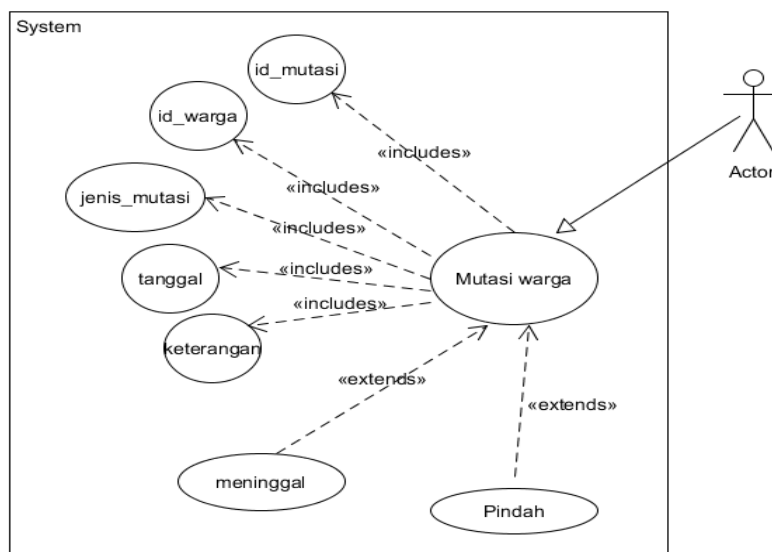 System
id_mutasi
id_warga
«includes»
Actor
«includes»
jenis_mutasi
«includes»
tanggal
«includes»
Mutasi warga
«includes»
keterangan
«extends»
«extends»
meninggal
Pindah